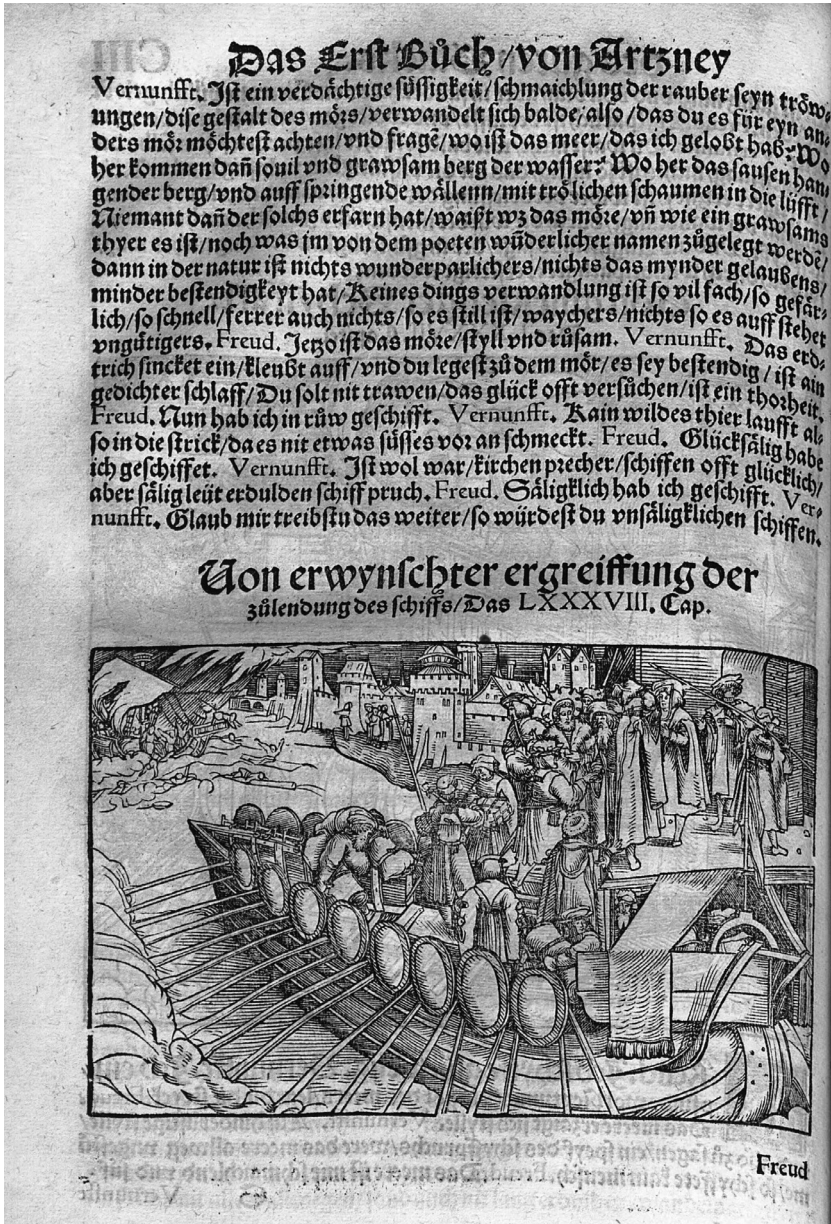 Das Erst Bůch/von Artzney
Vernunfft. Jst ein verdächtige süssigkeit/schmaichlung der rauber seyn tröw-
ungen/dise gestalt des mörs/verwandelt sich balde/also/das du es für eyn an-
ders mör möchtest achten/vnd fragē/wo ist das meer/das ich gelobt hab? Wo
her kommen dañ souil vnd grawsam berg der wasser? Wo her das sausen han-
gender berg/vnd auff springende wällenn/mit trölichen schaumen in die lüfft/
Niemant dañ der solchs erfarn hat/waißt wz das möre/vñ wie ein grawsams
thyer es ist/noch was jm von dem poeten wūderlicher namen zůgelegt werdē/
dann in der natur ist nichts wunderparlichers/nichts das mynder gelaubens/
minder bestendigkeyt hat/Keines dings verwandlung ist so vil fach/so gefär-
lich/so schnell/ferrer auch nichts/so es still ist/waychers/nichts so es auff stehet
vngütigers. Freud. Jetzo ist das möre/styll vnd růsam. Vernunfft. Das erd-
trich sincket ein/kleubt auff/vnd du legest zů dem mör/es sey bestendig/ist ain
gedichter schlaff/Du solt nit trawen/das glück offt versůchen/ist ein thorheit.
Freud. Nun hab ich in růw geschifft. Vernunfft. Kain wildes thier laufft al-
so in die strick/da es nit etwas süsses vor an schmeckt. Freud. Glücksälig habe
ich geschiffet. Vernunfft. Jst wol war/kirchen precher/schiffen offt glücklich/
aber sälig leüt erdulden schiff pruch. Freud. Säligklich hab ich geschifft. Ver-
nunfft. Glaub mir treibstu das weiter/so würdest du vnsäligklichen schiffen.
Von erwynschter ergreiffung der
zůlendung des schiffs/Das LXXXVIII. Cap.
Freud